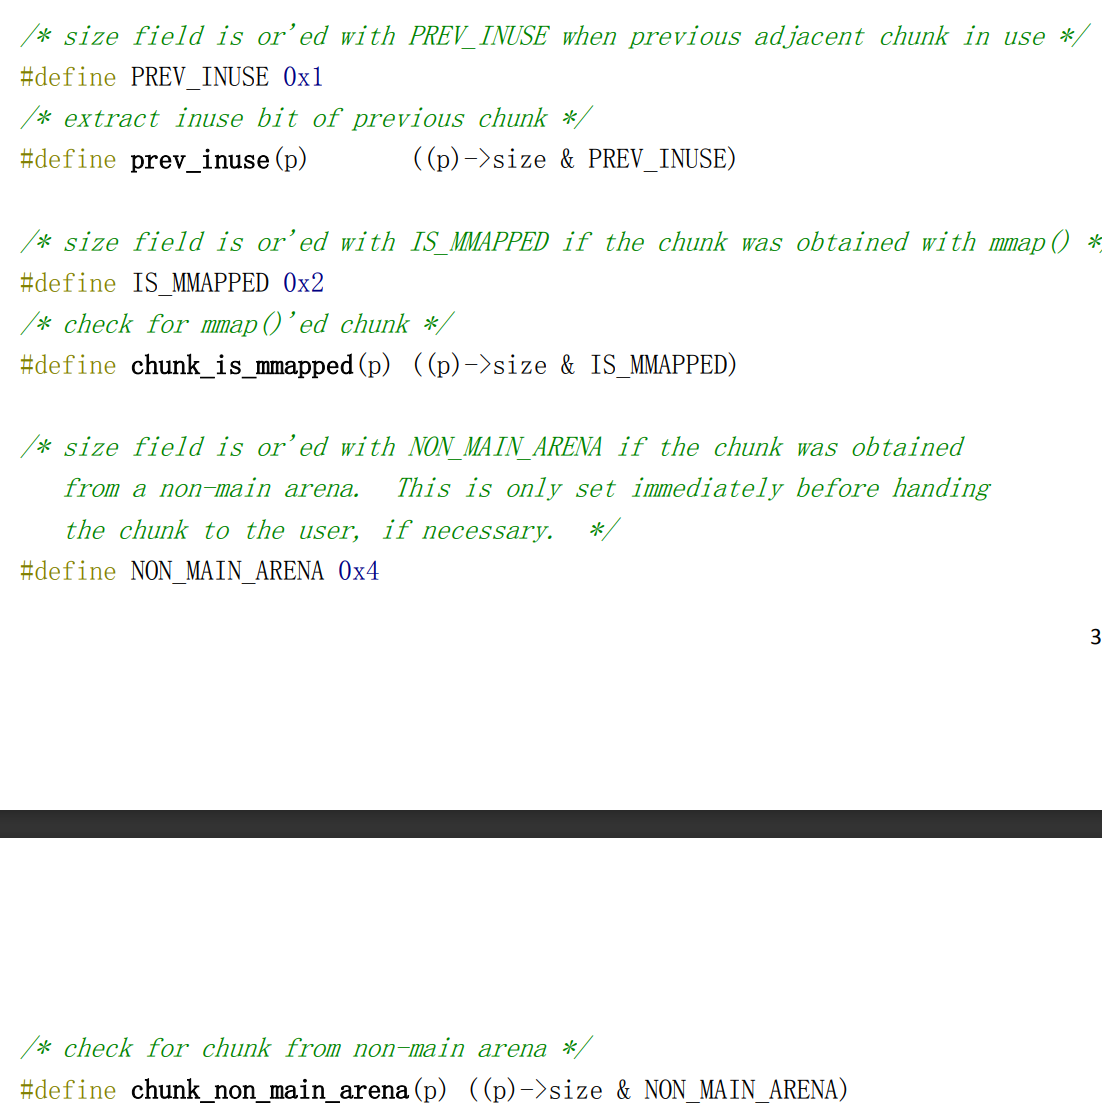 /* size field is or'ed with PREV_INUSE when previous adjacent chunk in use */
#define PREV_INUSE 0x1
/* extract inuse bit of previous chunk */
#define prev_inuse(p) ((p)->size & PREV_INUSE)
/* size field is or'ed with IS_MMAPPED if the chunk was obtained with mmap() *
#define IS_MMAPPED 0x2
/* check for mmap()'ed chunk */
#define chunk_is_mmapped(p) ((p)->size & IS_MMAPPED)
/* size field is or'ed with NON_MAIN_ARENA if the chunk was obtained
from a non-main arena. This is only set immediately before handing
the chunk to the user, if necessary. */
#define NON_MAIN_ARENA 0x4
3
/* check for chunk from non-main arena */
#define chunk_non_main_arena(p) ((p)->size & NON_MAIN_ARENA)